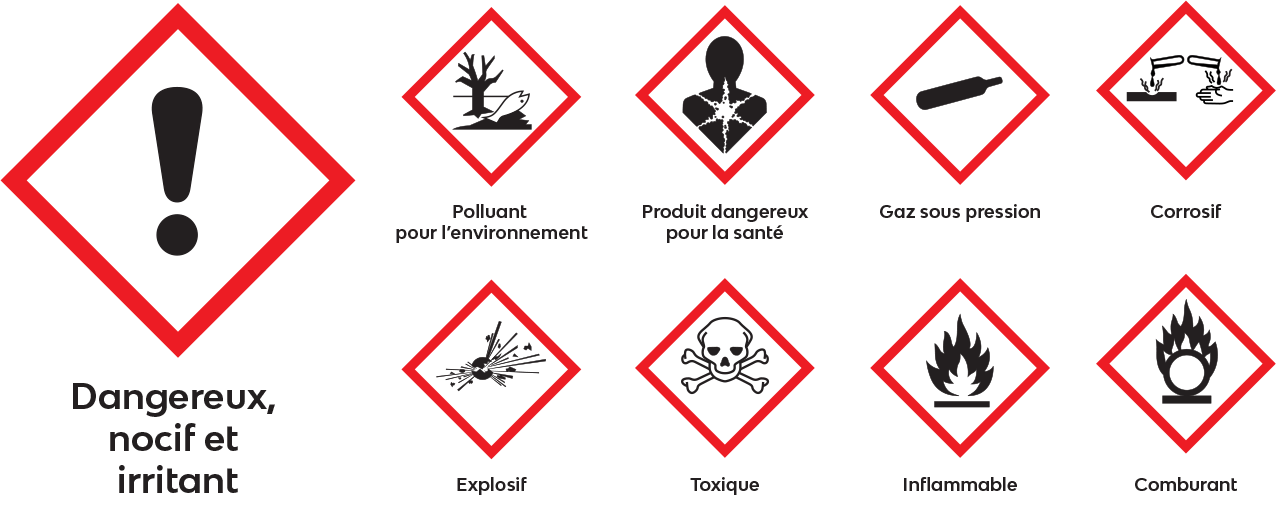 Dangereux,
nocif et
irritant
Polluant
pour l'environnement
Produit dangereux
pour la santé
Gaz sous pression
Corrosif
Explosif
Toxique
Inflammable
Comburant